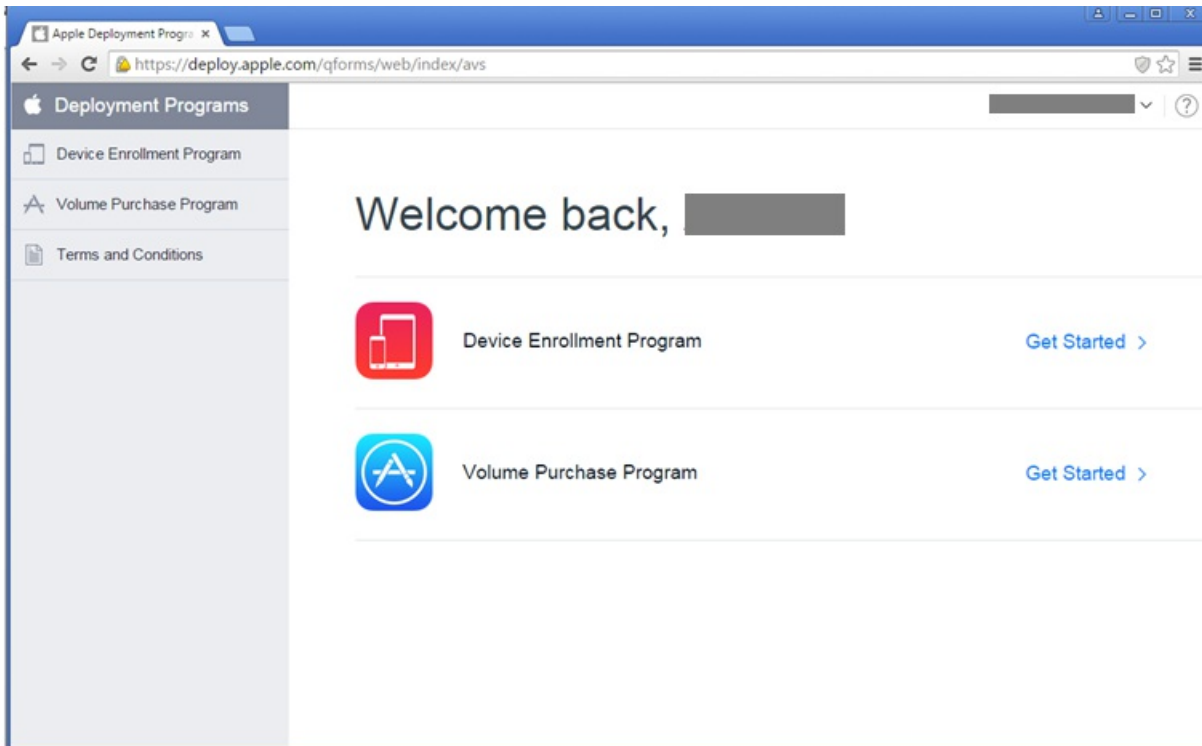 Apple Deployment Progra
https://deploy.apple.com/qforms/web/index/avs
Deployment Programs
Device Enrollment Program
Volume Purchase Program
Terms and Conditions
Welcome back,
Device Enrollment Program Get Started >
Volume Purchase Program Get Started >